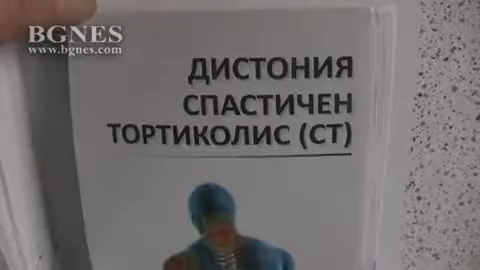 BGNES
www.bgnes.com
ДИСТОНИЯ
СПАСТИЧЕН
ТОРТИКОЛИС (СТ)